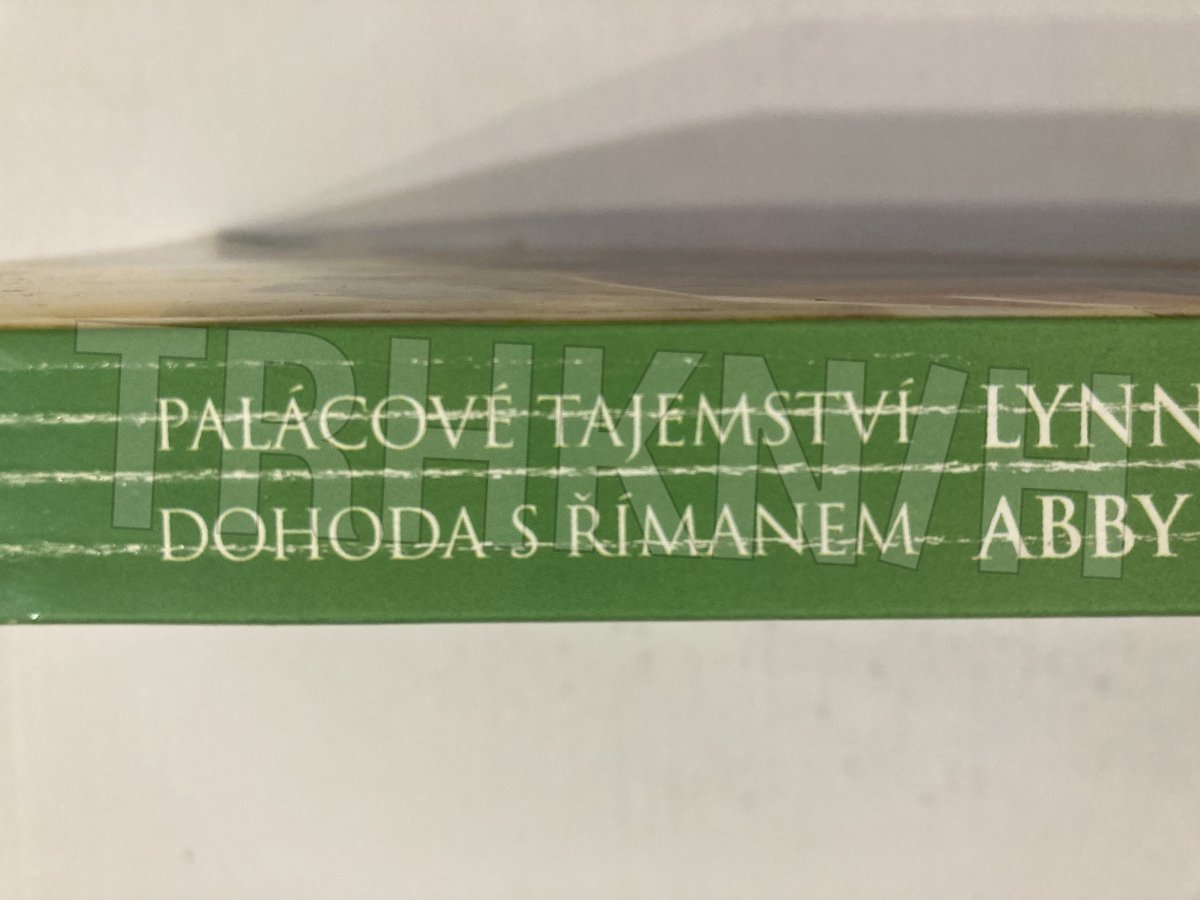 PALÁCOVÉ TAJEMSTVÍ LYNN
DOHODA S ŘÍMANEM ABBY
TRHKNIH